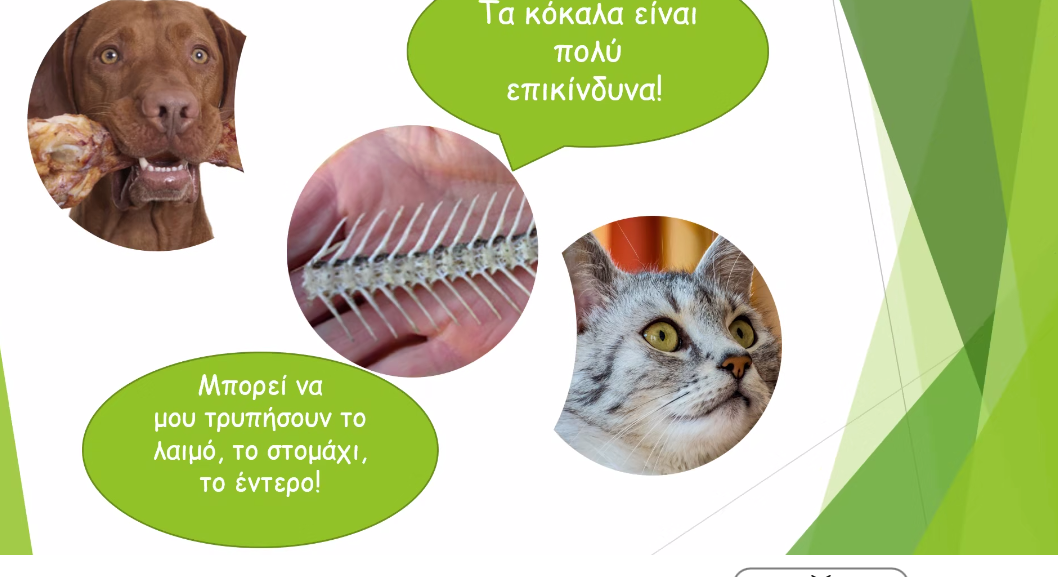 Τα κόκαλα είναι
πολύ
επικίνδυνα!
Μπορεί να
μου τρυπήσουν το
λαιμό, το στομάχι,
το έντερο!